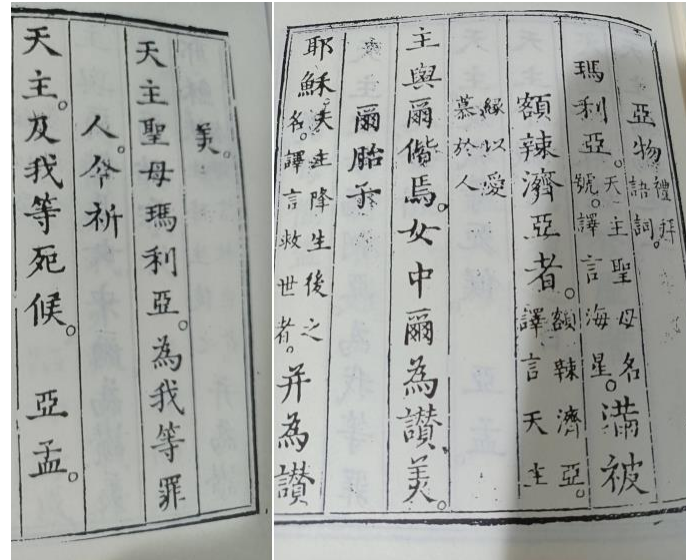 亞物禮拜語詞。
瑪利亞。天主聖母名號。譯言海星。滿被
額辣濟亞者。額辣濟亞。譯言天主
緣以愛慕於人
主與爾偕焉。女中爾為讃美。
爾胎子
耶穌。天主降生後之名。譯言救世者。并為讃
美。
天主聖母瑪利亞。為我等罪
人。今祈
天主。及我等死候。 亞孟。